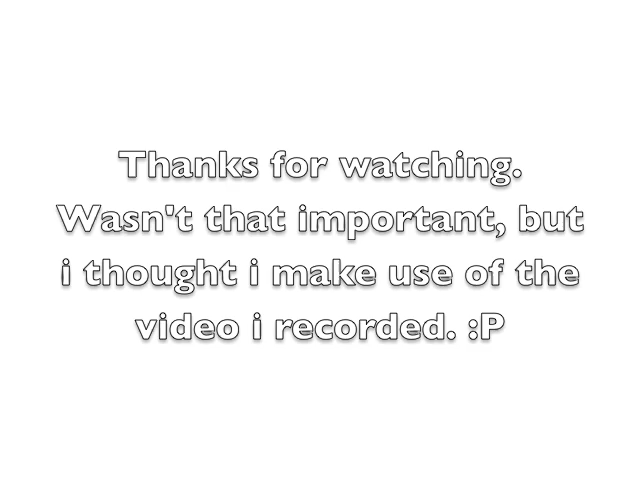 Thanks for watching.
Wasn't that important, but
i thought i make use of the
video i recorded. :P